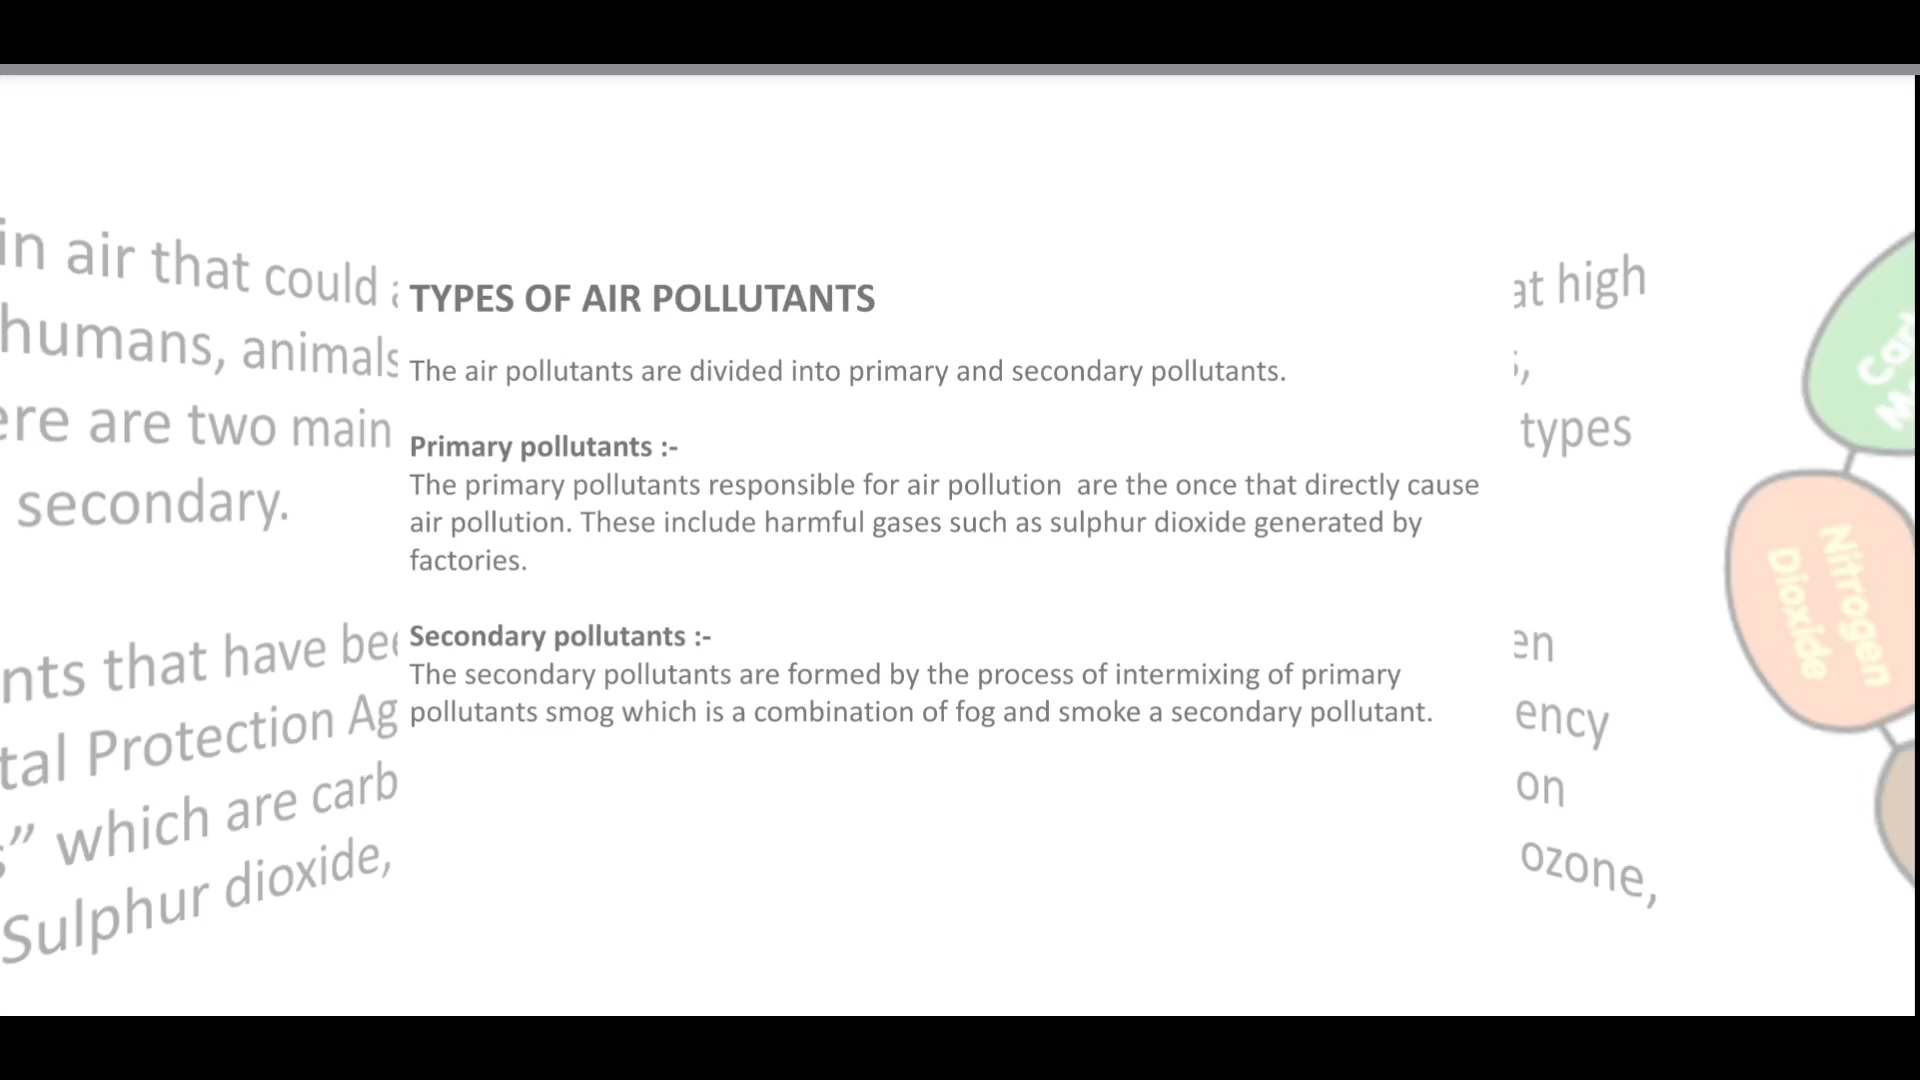 in air that could
humans, animals
ere are two main
secondary.
nts that have bee
tal Protection Ag
s” which are carb
Sulphur dioxide,
TYPES OF AIR POLLUTANTS
The air pollutants are divided into primary and secondary pollutants.
Primary pollutants :-
The primary pollutants responsible for air pollution are the once that directly cause
air pollution. These include harmful gases such as sulphur dioxide generated by
factories.
Secondary pollutants :-
The secondary pollutants are formed by the process of intermixing of primary
pollutants smog which is a combination of fog and smoke a secondary pollutant.
at high
types
en
ency
on
ozone,
Nitrogen
Dioxide